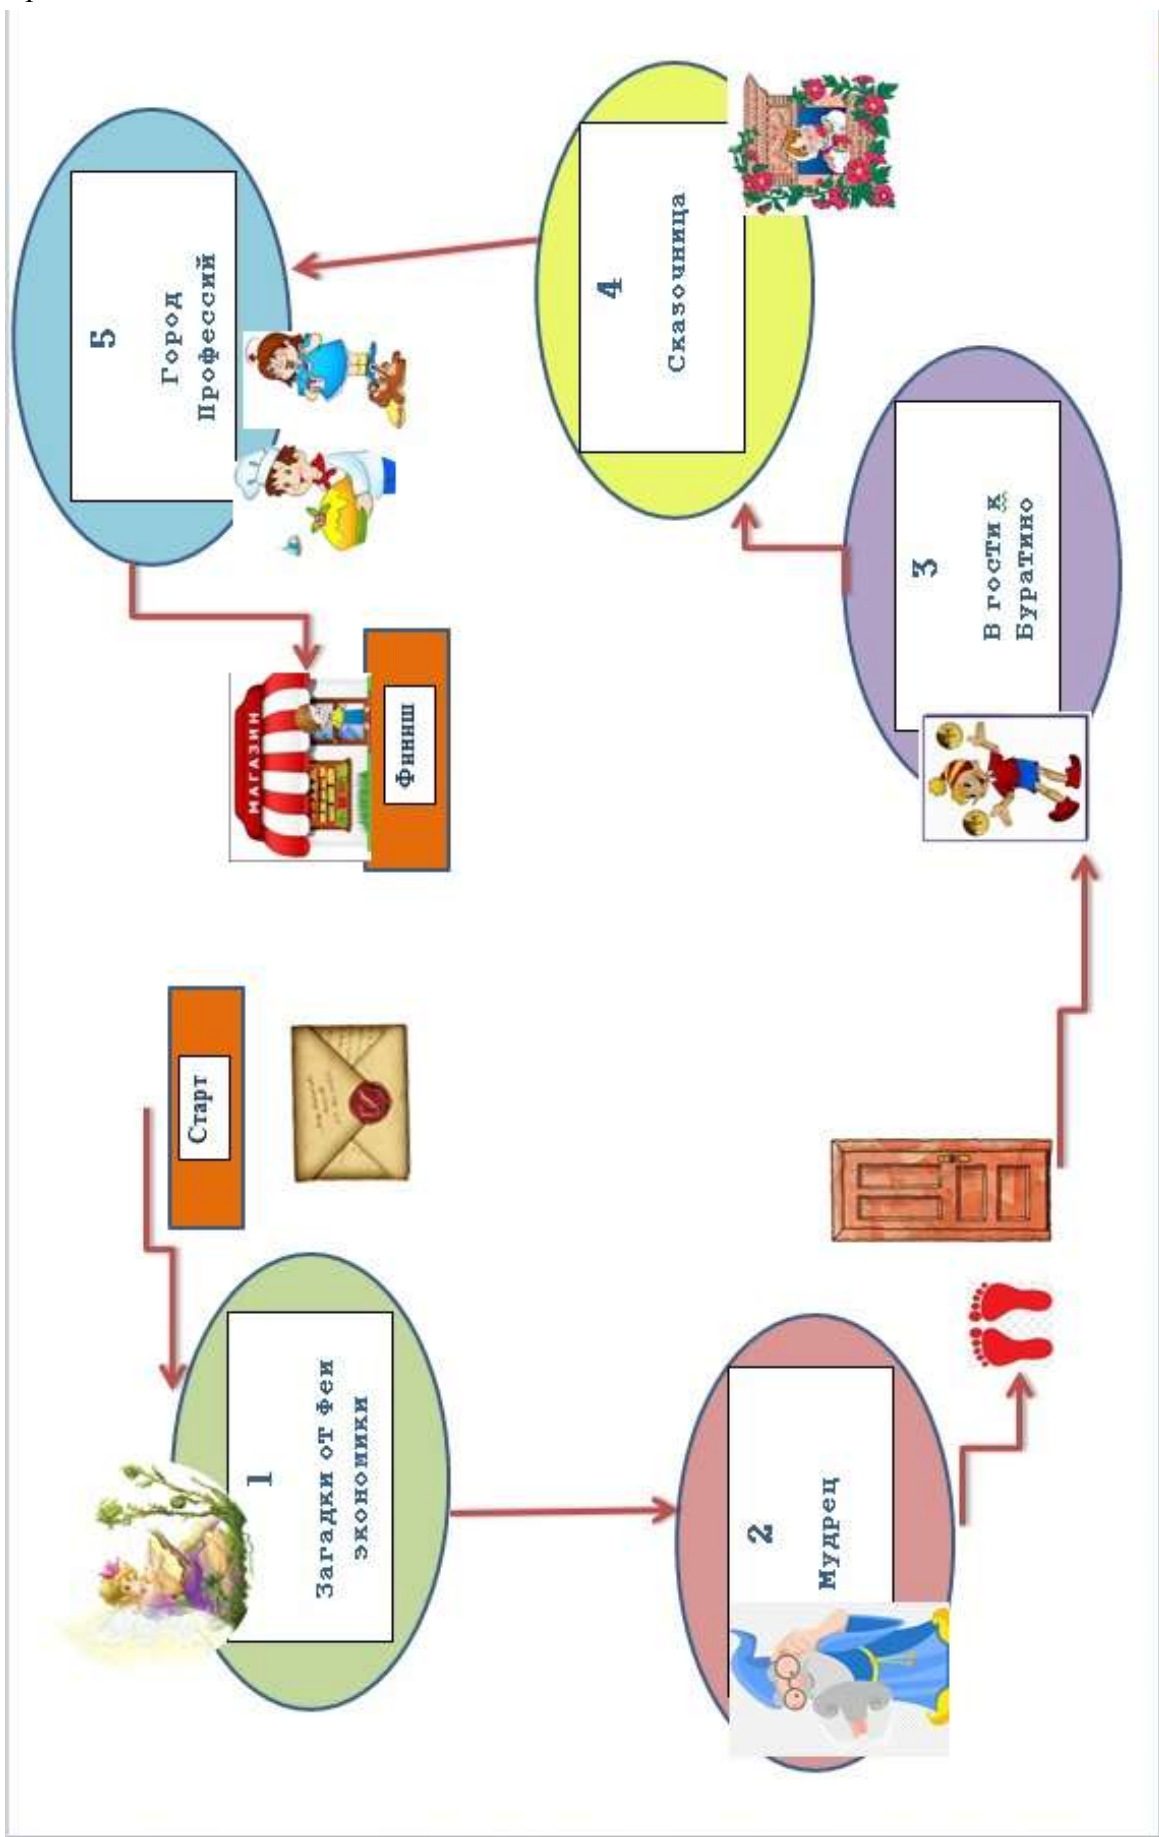 Старт
1
Загадки от Феи
экономики
2
Мудрец
3
В гости к
Буратино
4
Сказочница
5
Город
Профессий
МАГАЗИН
Финиш